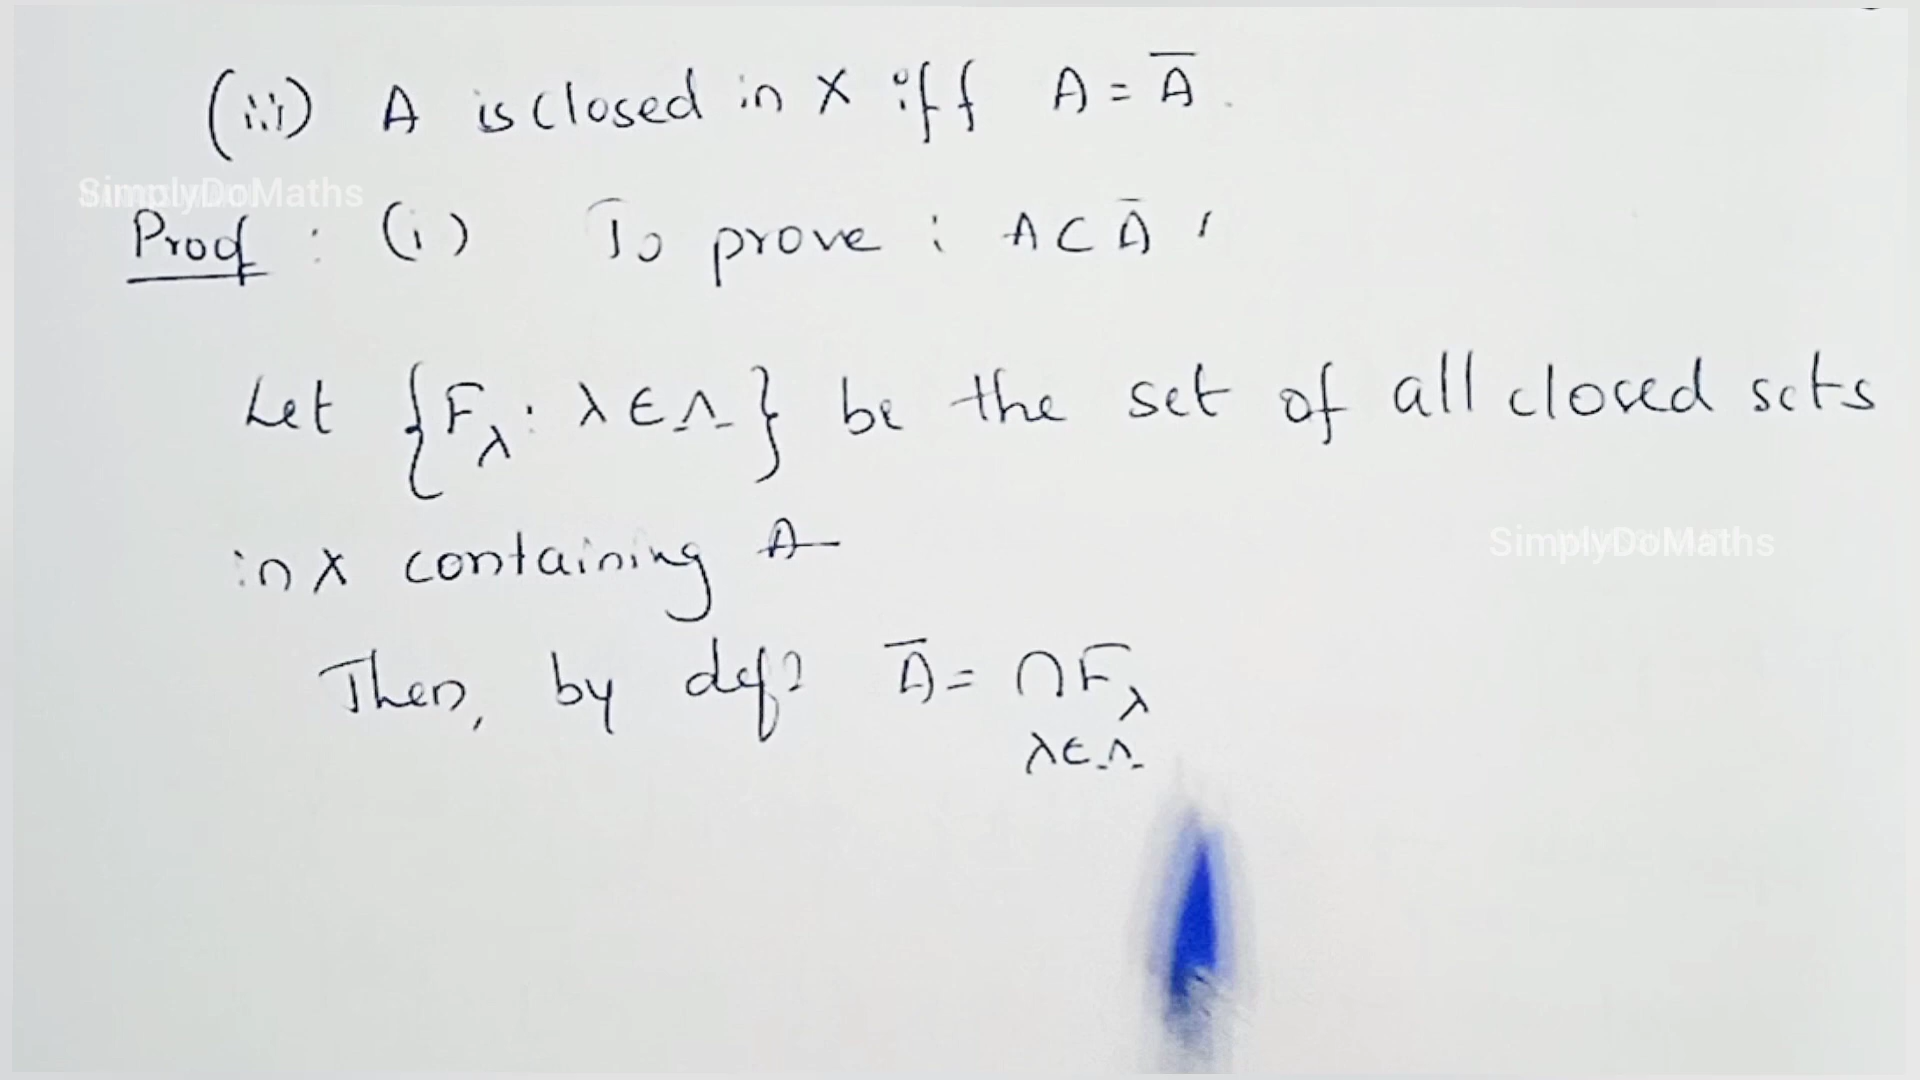 (iii) A is closed in X iff A = A̅.
SimplyDoMaths
Proof : (i) To prove : A ⊂ A̅
Let {F_λ : λ ∈ Λ} be the set of all closed sets
in X containing A
SimplyDoMaths
Then, by defn A̅ = ∩ F_λ
λ ∈ Λ